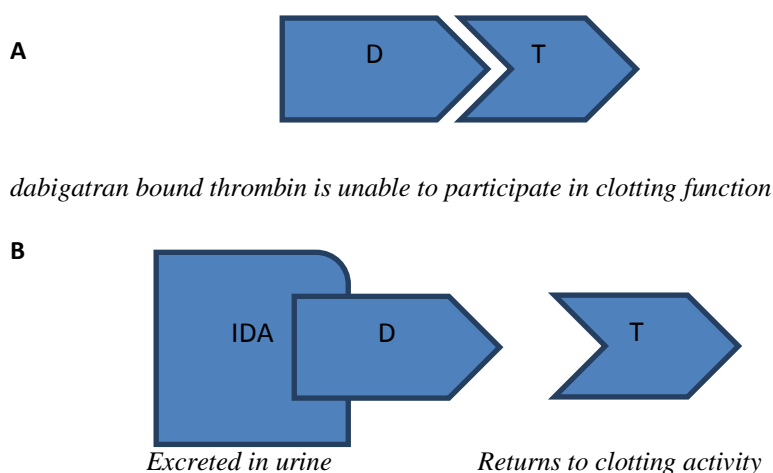 A
D T
dabigatran bound thrombin is unable to participate in clotting function
B
IDA D T
Excreted in urine Returns to clotting activity